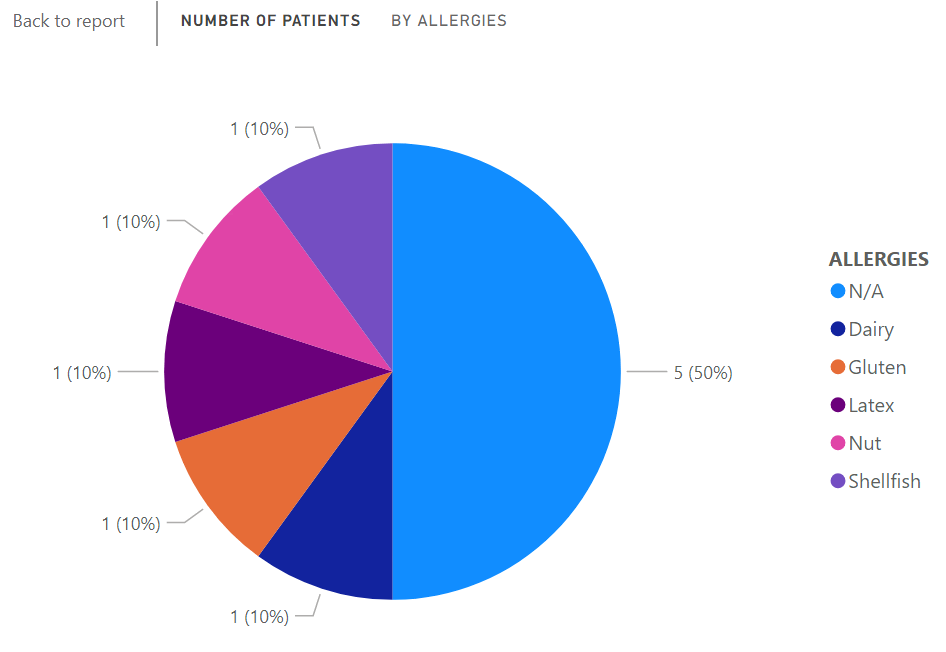 Back to report
NUMBER OF PATIENTS BY ALLERGIES
1 (10%)
1 (10%)
1 (10%)
1 (10%)
1 (10%)
5 (50%)
ALLERGIES
N/A
Dairy
Gluten
Latex
Nut
Shellfish